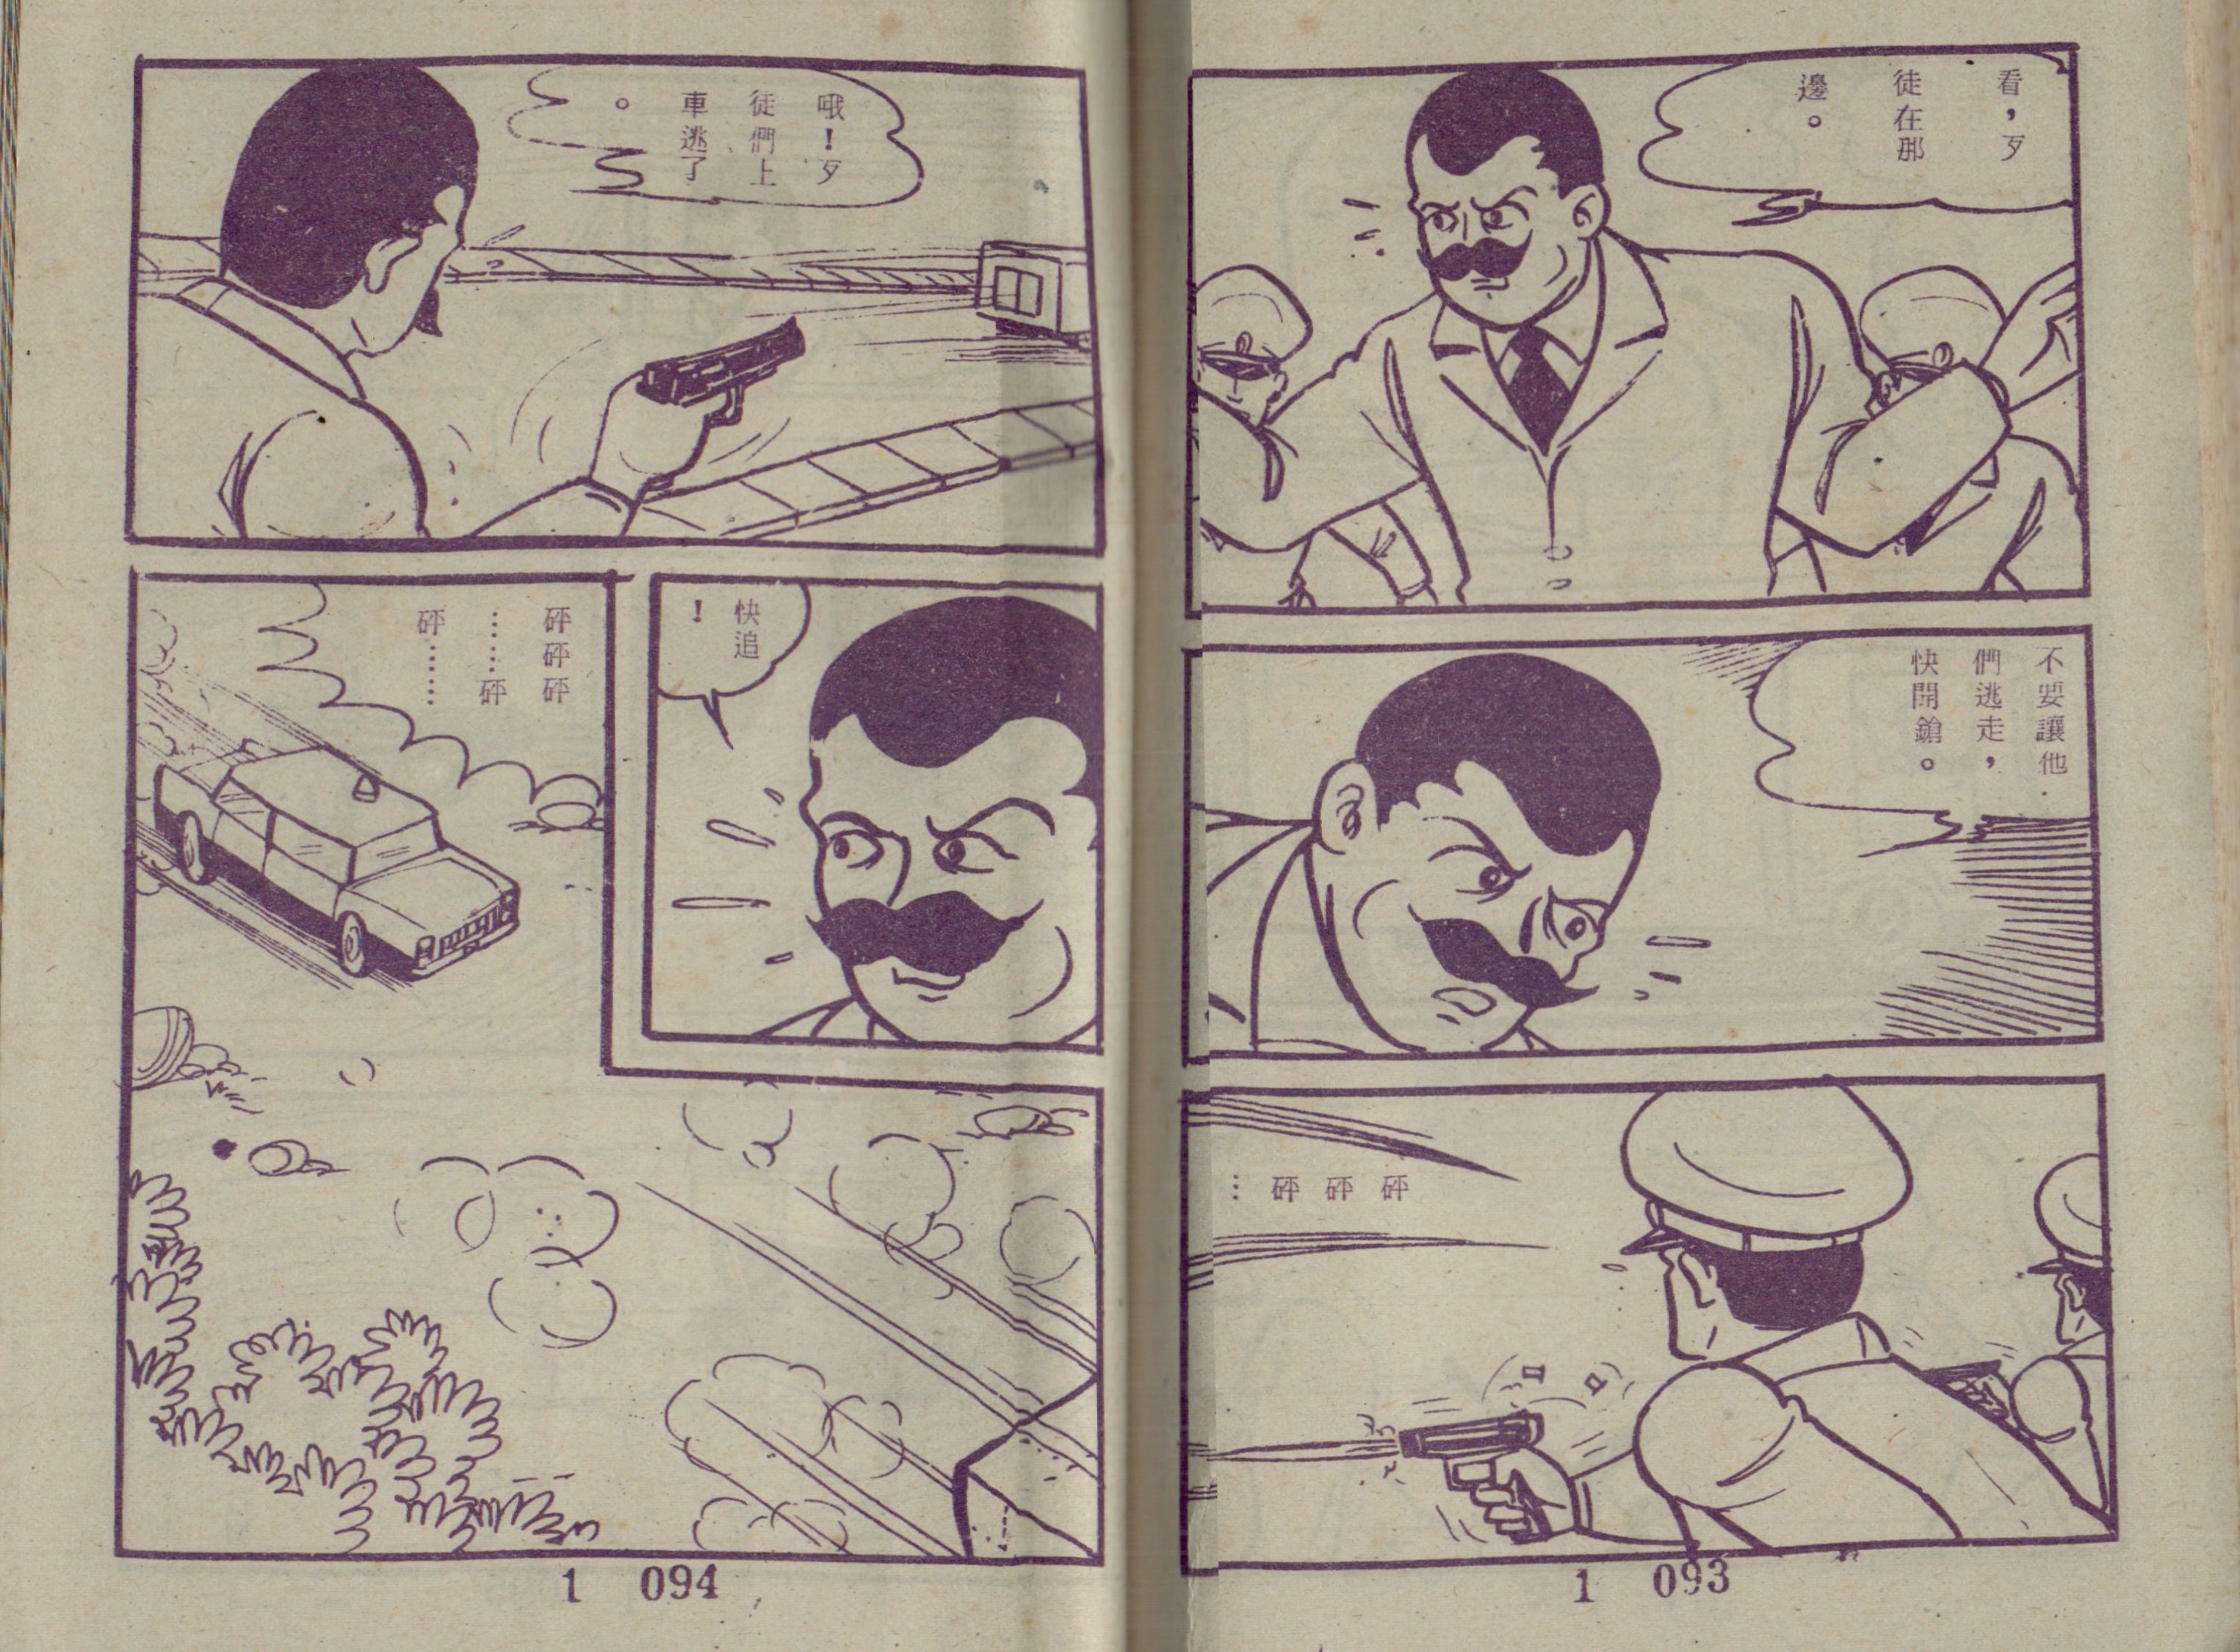 看，歹
徒在那
邊。
不要讓他
們逃走，
快開鎗。
砰砰砰…
1 093
哦！歹
徒們上
車逃了
。
快追
！
砰砰砰
……砰
砰……
1 094